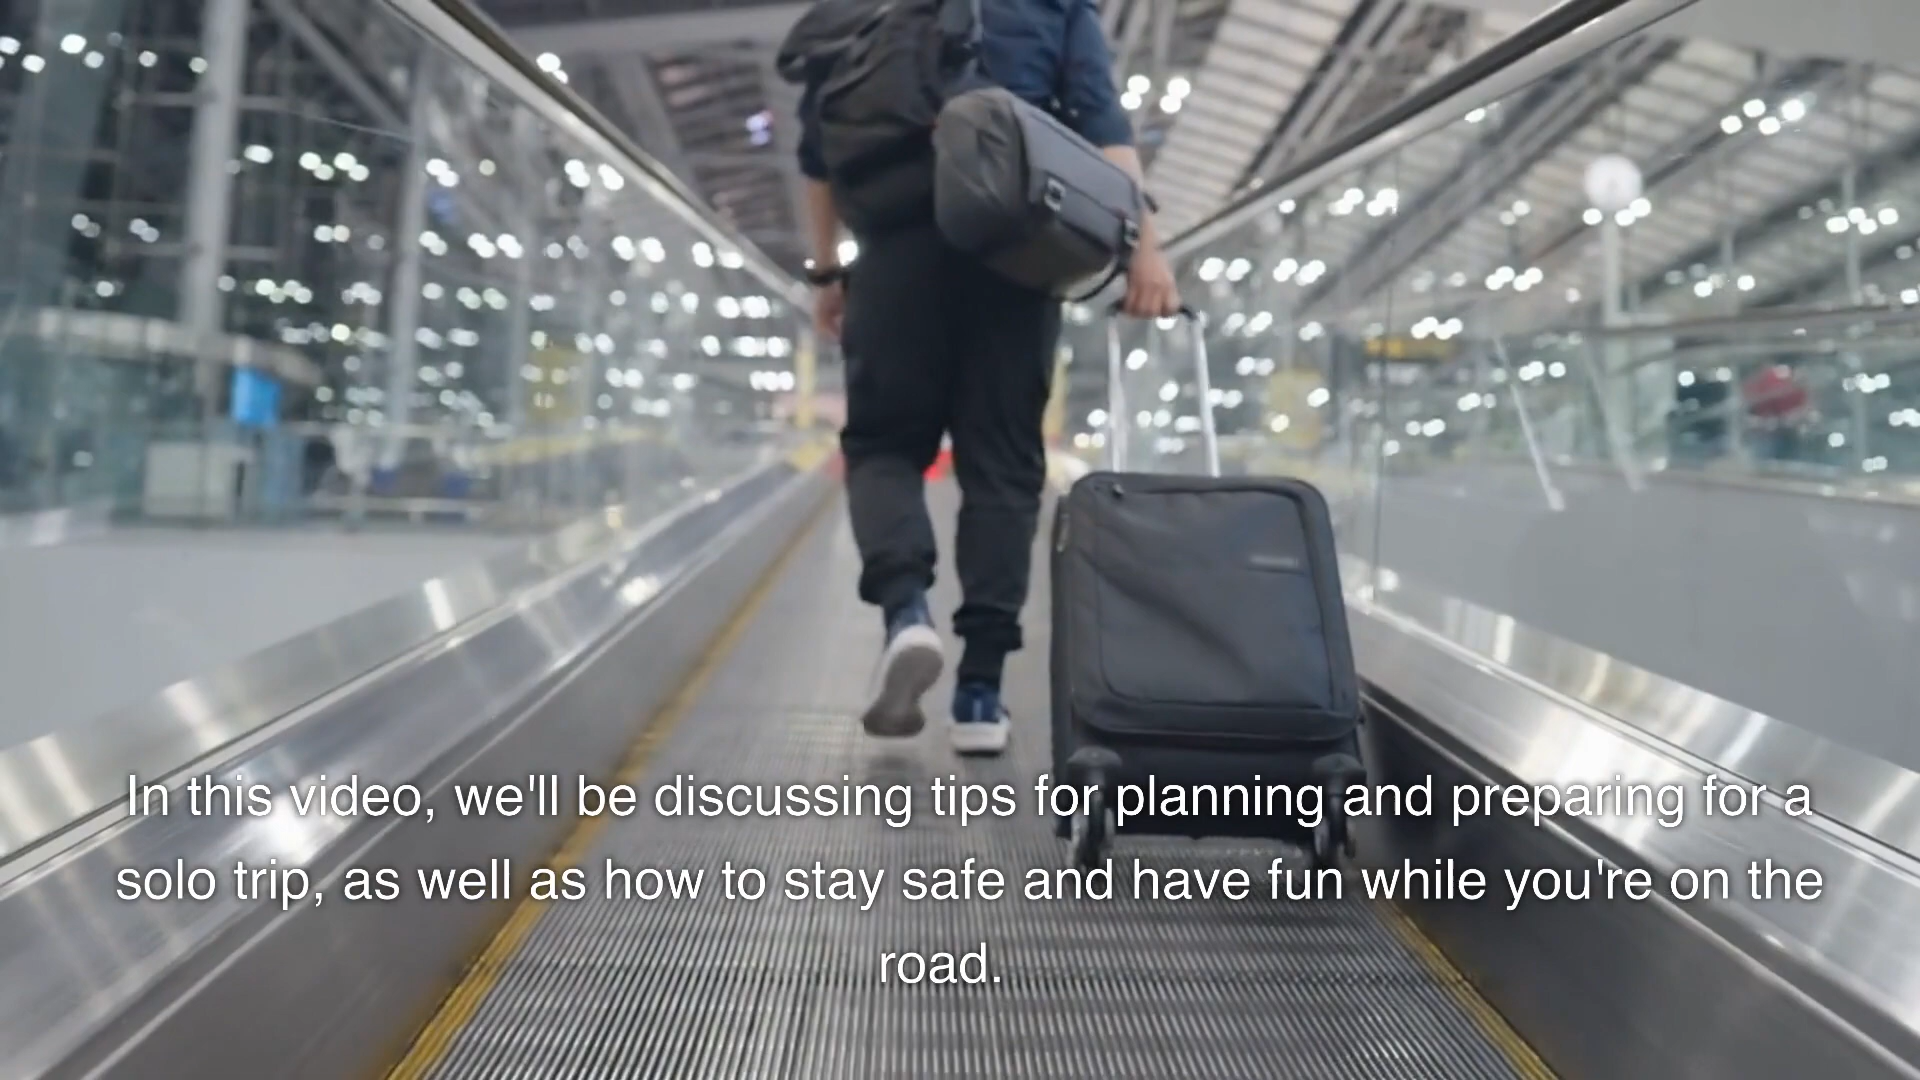 In this video, we'll be discussing tips for planning and preparing for a
solo trip, as well as how to stay safe and have fun while you're on the
road.